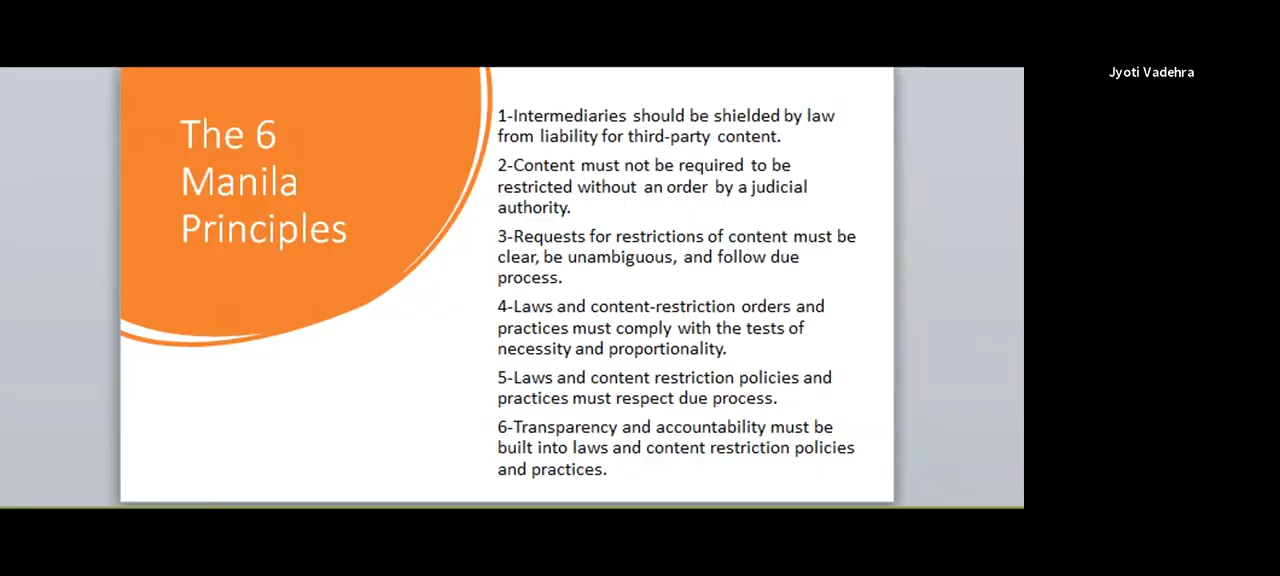 The 6
Manila
Principles
1-Intermediaries should be shielded by law
from liability for third-party content.
2-Content must not be required to be
restricted without an order by a judicial
authority.
3-Requests for restrictions of content must be
clear, be unambiguous, and follow due
process.
4-Laws and content-restriction orders and
practices must comply with the tests of
necessity and proportionality.
5-Laws and content restriction policies and
practices must respect due process.
6-Transparency and accountability must be
built into laws and content restriction policies
and practices.
Jyoti Vadehra